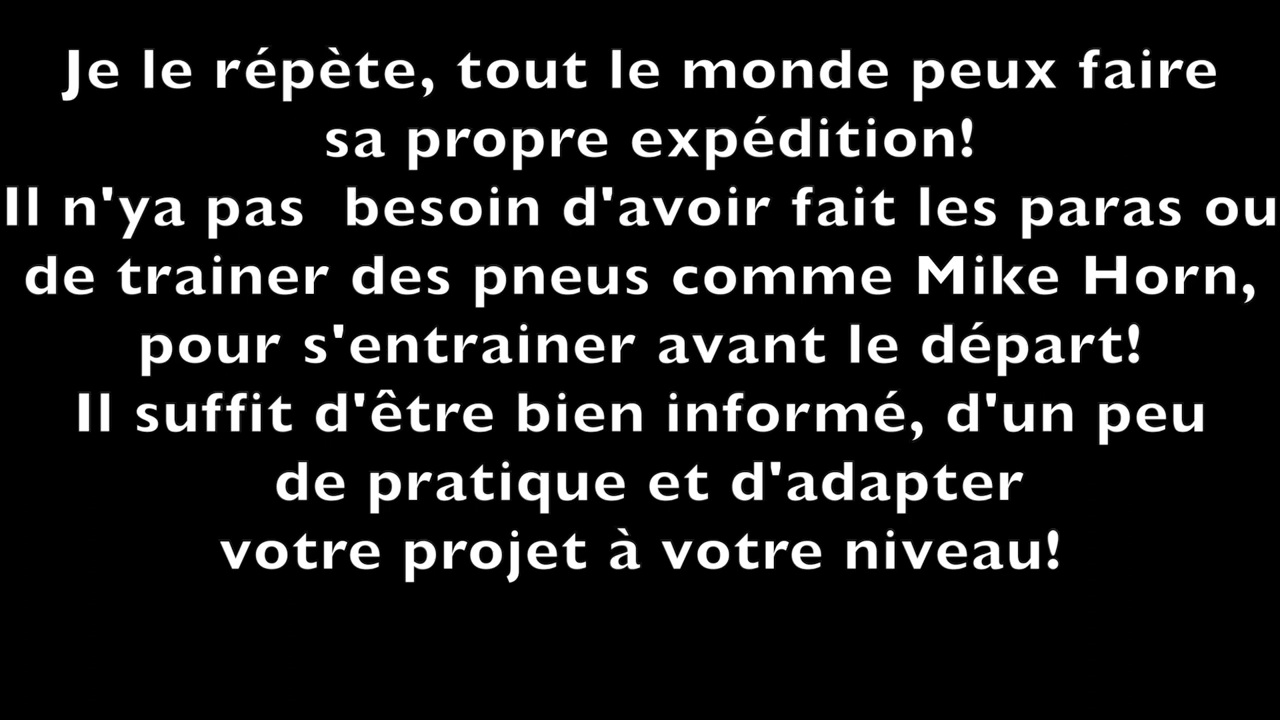 Je le répète, tout le monde peux faire
sa propre expédition!
Il n'ya pas  besoin d'avoir fait les paras ou
de trainer des pneus comme Mike Horn,
pour s'entrainer avant le départ!
Il suffit d'être bien informé, d'un peu
de pratique et d'adapter
votre projet à votre niveau!